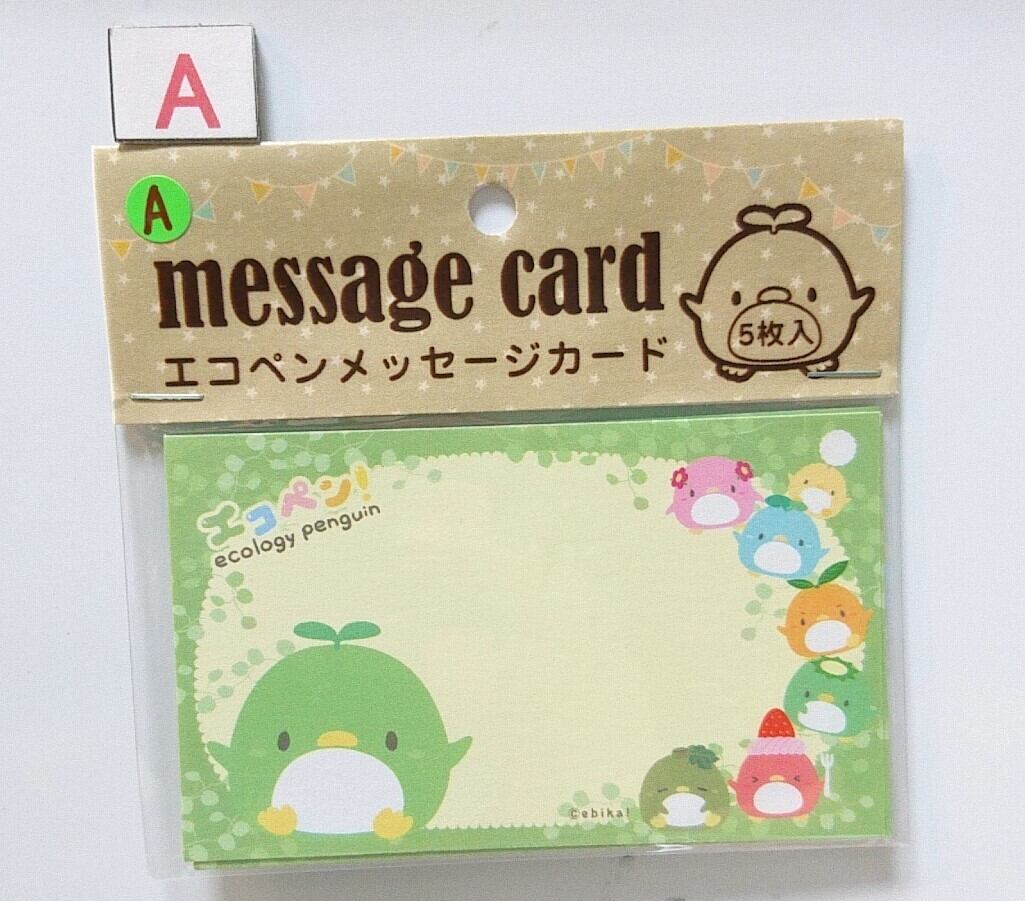 A
A
message card
エコペンメッセージカード
5枚入
エコペン!
ecology penguin
©ebika!